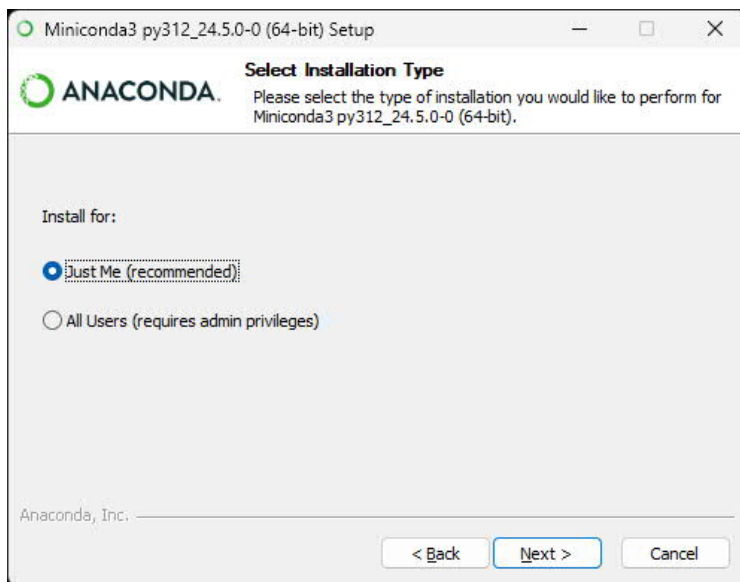 Miniconda3 py312_24.5.0-0 (64-bit) Setup
ANACONDA.
Select Installation Type
Please select the type of installation you would like to perform for
Miniconda3 py312_24.5.0-0 (64-bit).
Install for:
Just Me (recommended)
All Users (requires admin privileges)
Anaconda, Inc.
< Back
Next >
Cancel